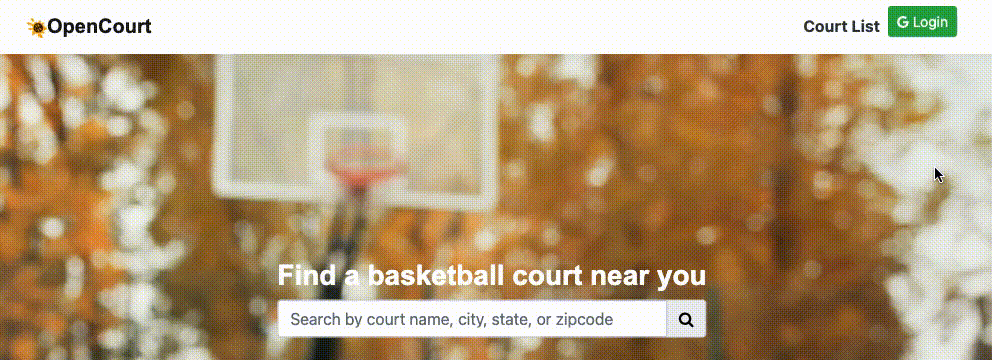 OpenCourt
Court List
G Login
Find a basketball court near you
Search by court name, city, state, or zipcode